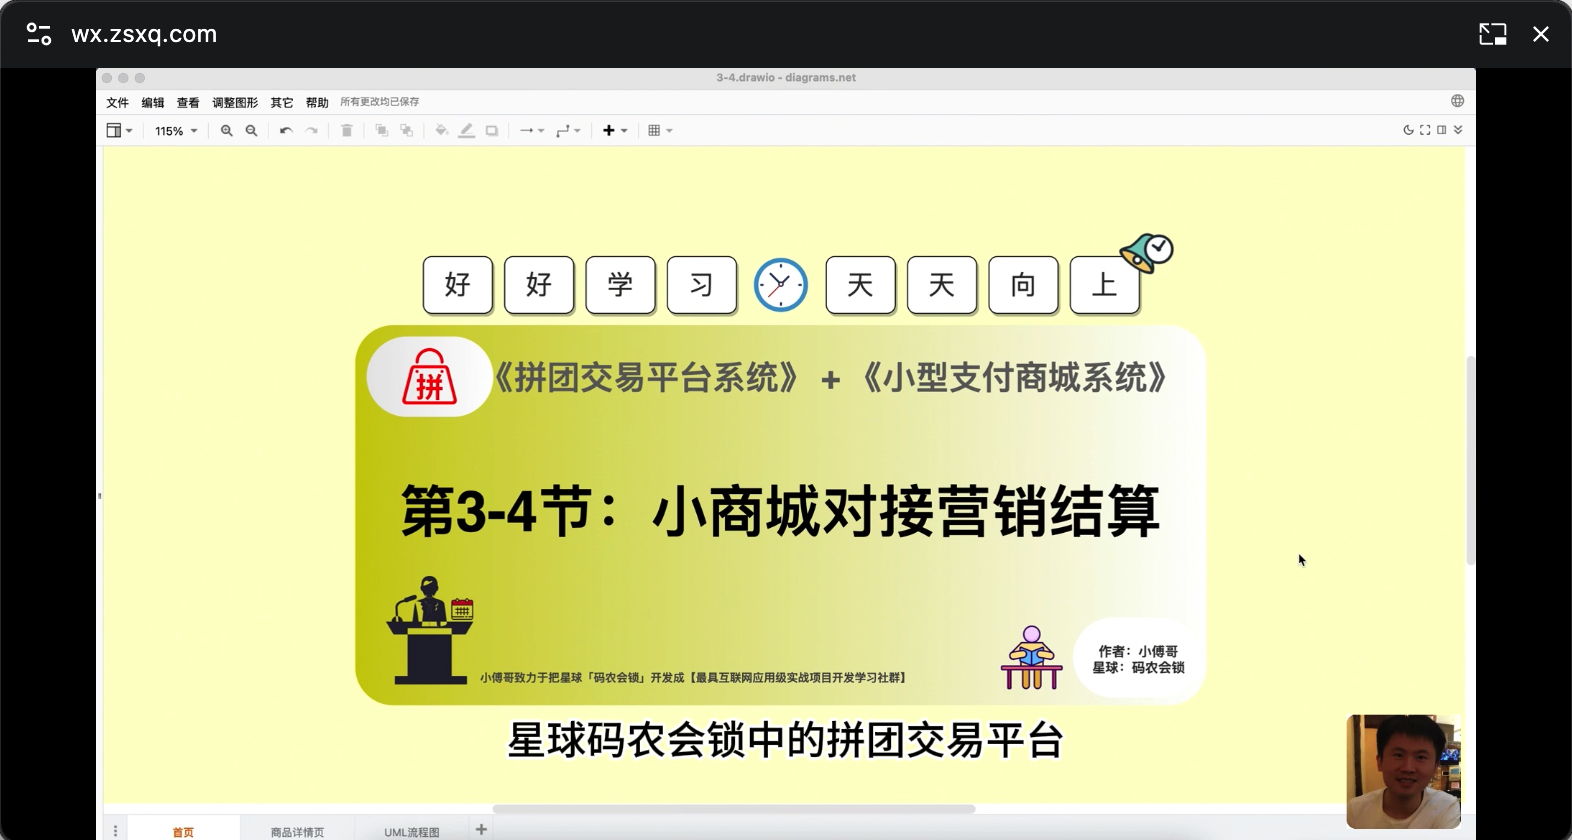 wx.zsxq.com
3-4.drawio - diagrams.net
文件 编辑 查看 调整图形 其它 帮助 所有更改均已保存
115%
好 好 学 习 天 天 向 上
拼
《拼团交易平台系统》 + 《小型支付商城系统》
第3-4节：小商城对接营销结算
作者：小傅哥
星球：码农会锁
小傅哥致力于把星球「码农会锁」开发成【最具互联网应用级实战项目开发学习社群】
星球码农会锁中的拼团交易平台
首页 商品详情页 UML流程图